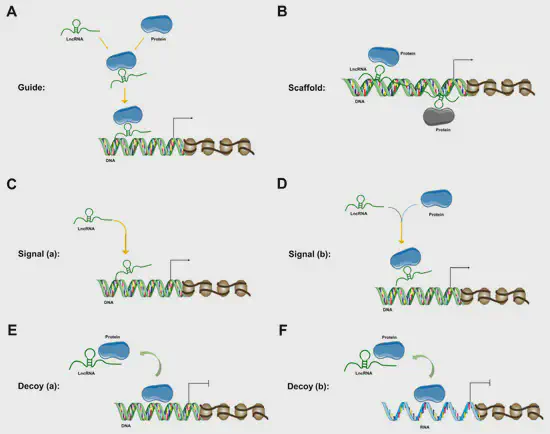 A
LncRNA
Protein
Guide:
DNA
B
Protein
LncRNA
Scaffold:
DNA
Protein
C
LncRNA
Signal (a):
DNA
D
LncRNA
Protein
Signal (b):
DNA
E
Protein
LncRNA
Decoy (a):
DNA
F
Protein
LncRNA
Decoy (b):
RNA